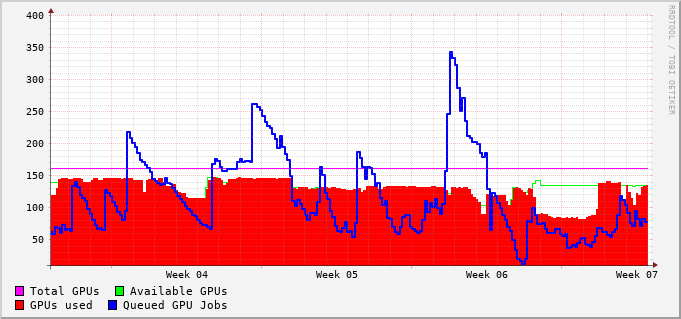 400
350
300
250
200
150
100
50
Week 04 Week 05 Week 06 Week 07
Total GPUs Available GPUs
GPUs used Queued GPU Jobs
RRDTOOL / TOBI OETIKER